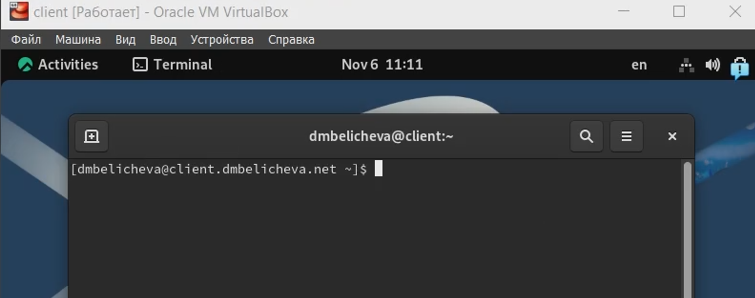 client [Работает] - Oracle VM VirtualBox
Файл Машина Вид Ввод Устройства Справка
Activities Terminal Nov 6 11:11 en
dmbelicheva@client:~
[dmbelicheva@client.dmbelicheva.net ~]$